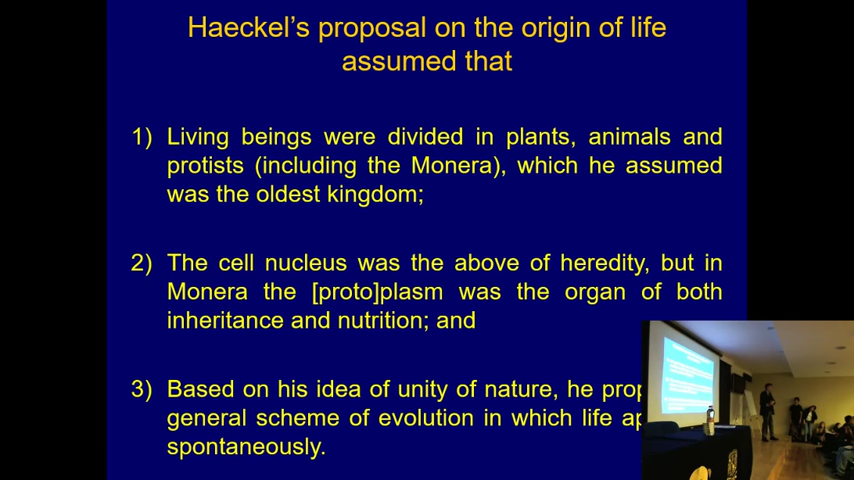 Haeckel's proposal on the origin of life
assumed that
1) Living beings were divided in plants, animals and
protists (including the Monera), which he assumed
was the oldest kingdom;
2) The cell nucleus was the above of heredity, but in
Monera the [proto]plasm was the organ of both
inheritance and nutrition; and
3) Based on his idea of unity of nature, he
general scheme of evolution in which life
spontaneously.